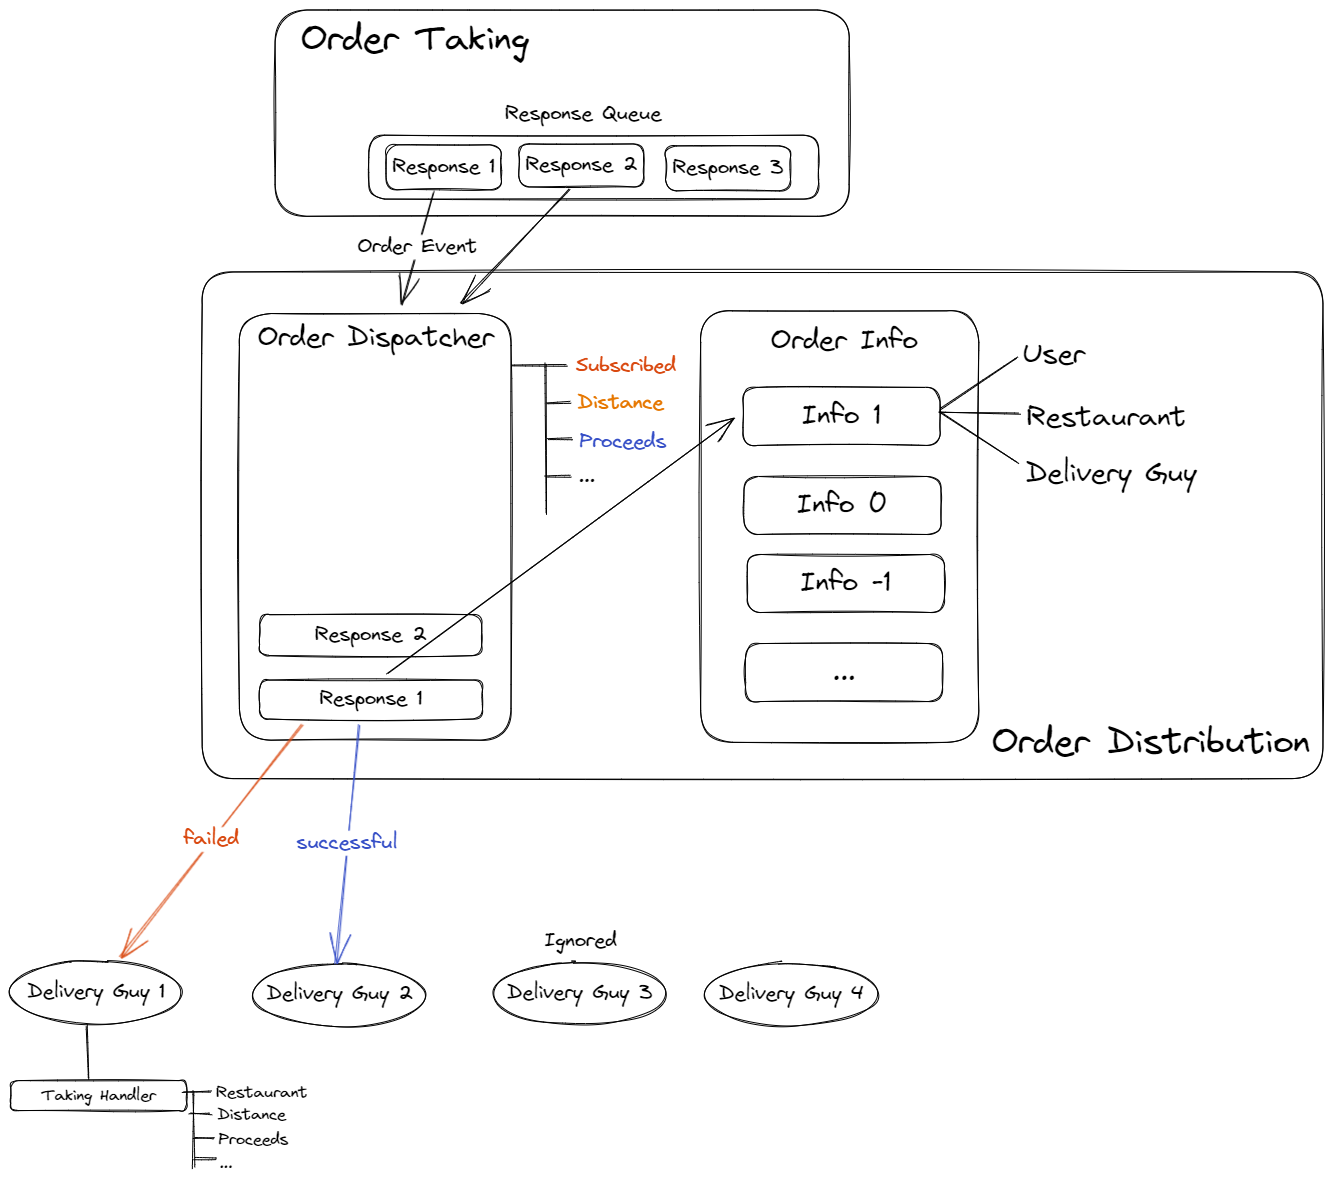 Order Taking
Response Queue
Response 1
Response 2
Response 3
Order Event
Order Dispatcher
Subscribed
Distance
Proceeds
...
Response 2
Response 1
Order Info
Info 1
Info 0
Info -1
...
User
Restaurant
Delivery Guy
Order Distribution
failed
successful
Ignored
Delivery Guy 1
Delivery Guy 2
Delivery Guy 3
Delivery Guy 4
Taking Handler
Restaurant
Distance
Proceeds
...